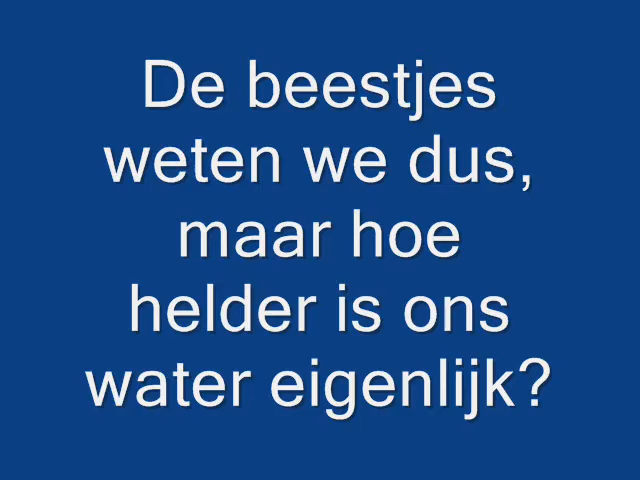 De beestjes
weten we dus,
maar hoe
helder is ons
water eigenlijk?